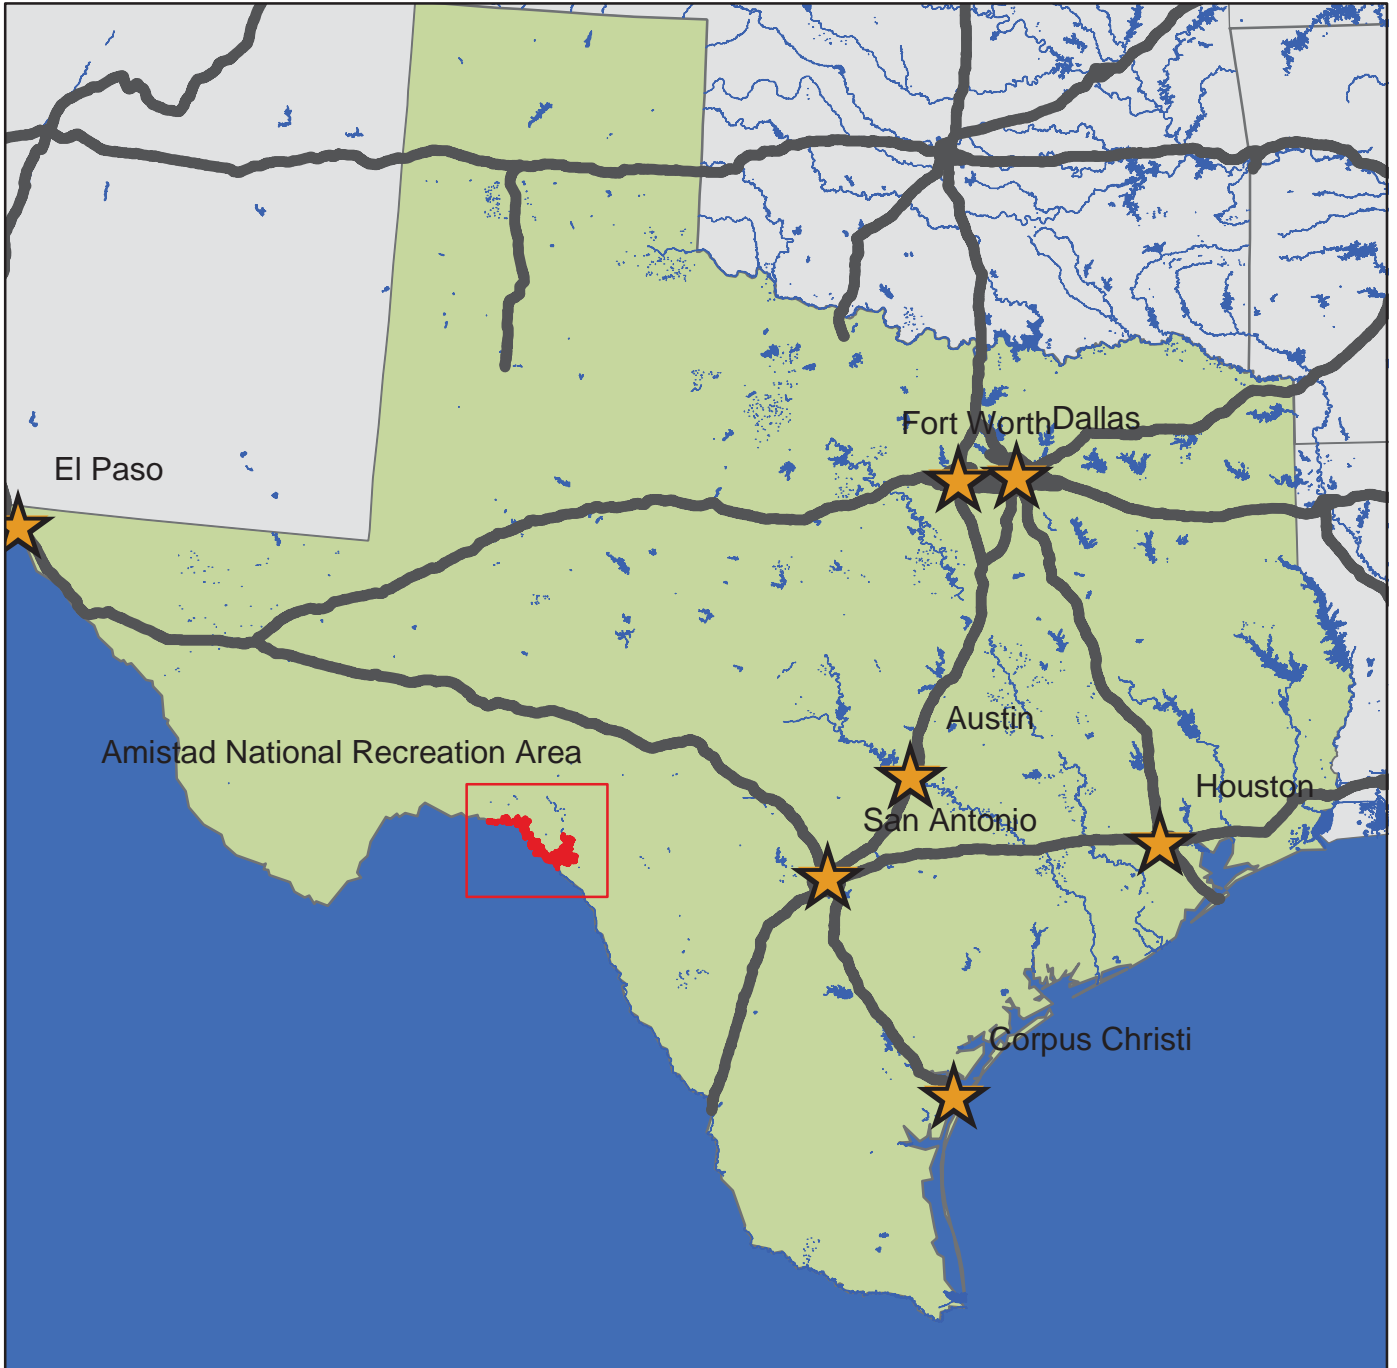 Fort Worth
Dallas
El Paso
Austin
Amistad National Recreation Area
Houston
San Antonio
Corpus Christi